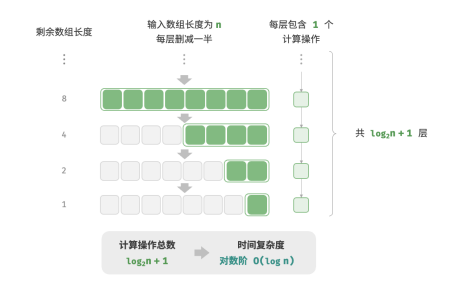 剩余数组长度
输入数组长度为 n
每层删减一半
每层包含 1 个
计算操作
8
4
2
1
共 log₂n + 1 层
计算操作总数
log₂n + 1
时间复杂度
对数阶 O(log n)